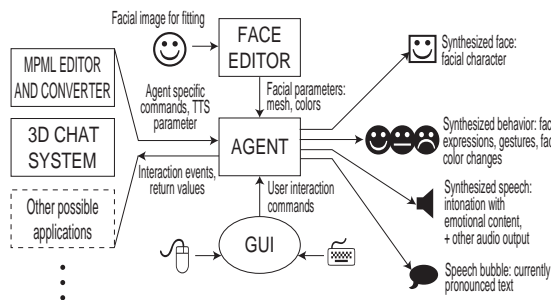 Facial image for fitting
FACE
EDITOR
Synthesized face:
facial character
MPML EDITOR
AND CONVERTER
Agent specific
commands, TTS
parameter
Facial parameters:
mesh, colors
3D CHAT
SYSTEM
AGENT
Synthesized behavior:
expressions, gestures,
color changes
Interaction events,
return values
User interaction
commands
Other possible
applications
Synthesized speech:
intonation with
emotional content,
+ other audio output
GUI
Speech bubble: currently
pronounced text